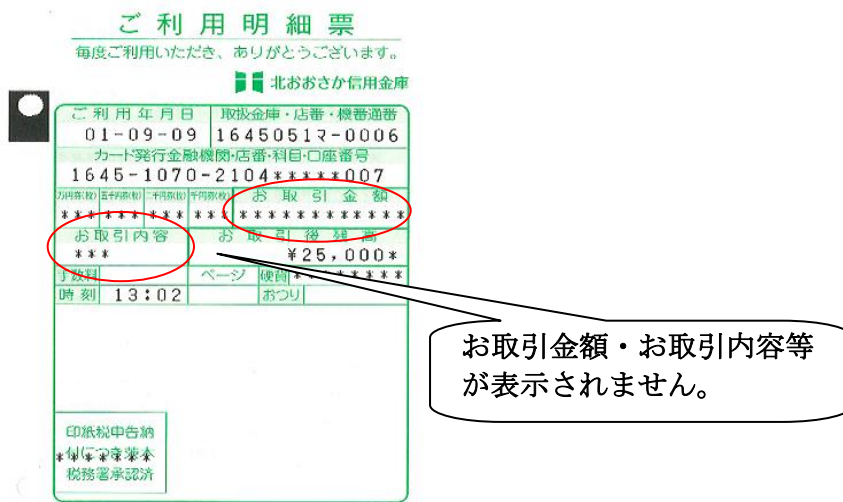 ご利用明細票
毎度ご利用いただき、ありがとうございます。
北おおさか信用金庫
ご利用年月日 取扱金庫・店番・機番通番
01-09-09 1645051マ-0006
カード発行金融機関・店番・科目・口座番号
1645-1070-2104*****007
万円券(枚) 五千円券(枚) 二千円券(枚) 千円券(枚) お取引金額
*** *** *** *** ************
お取引内容 お取引後残高
*** ¥25,000*
手数料 ページ 硬貨 *********
時刻 13:02 おつり
お取引金額・お取引内容等
が表示されません。
印紙税申告納
付につき茨木
*******
税務署承認済